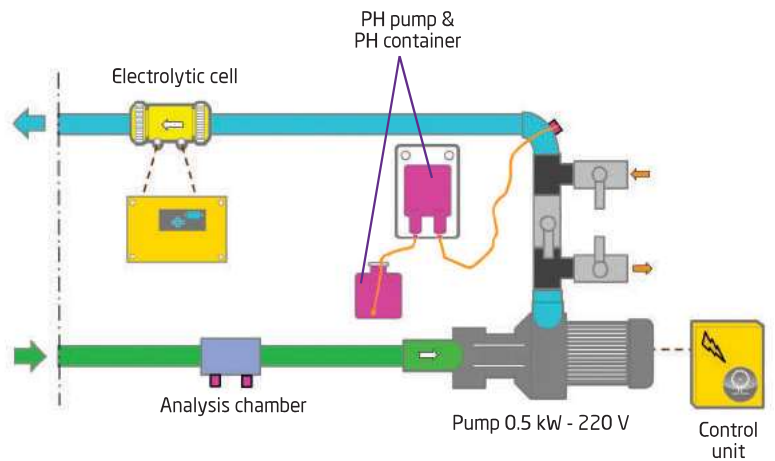 PH pump &
PH container
Electrolytic cell
Analysis chamber
Pump 0.5 kW - 220 V
Control
unit